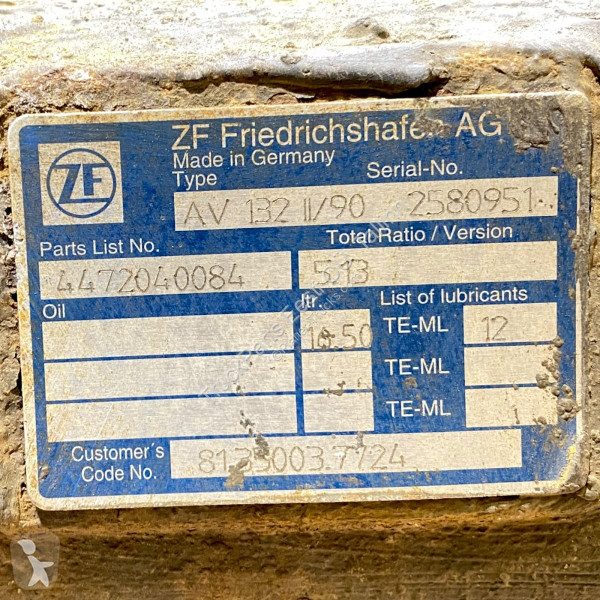 ZF Friedrichshafen AG
ZF
Made in Germany
Type Serial-No.
AV 132 II/90 2580951
Parts List No. Total Ratio / Version
4472040084 5.13
Oil ltr. List of lubricants
TE-ML 12
TE-ML
TE-ML
Customer's
Code No. 81.35003.7724